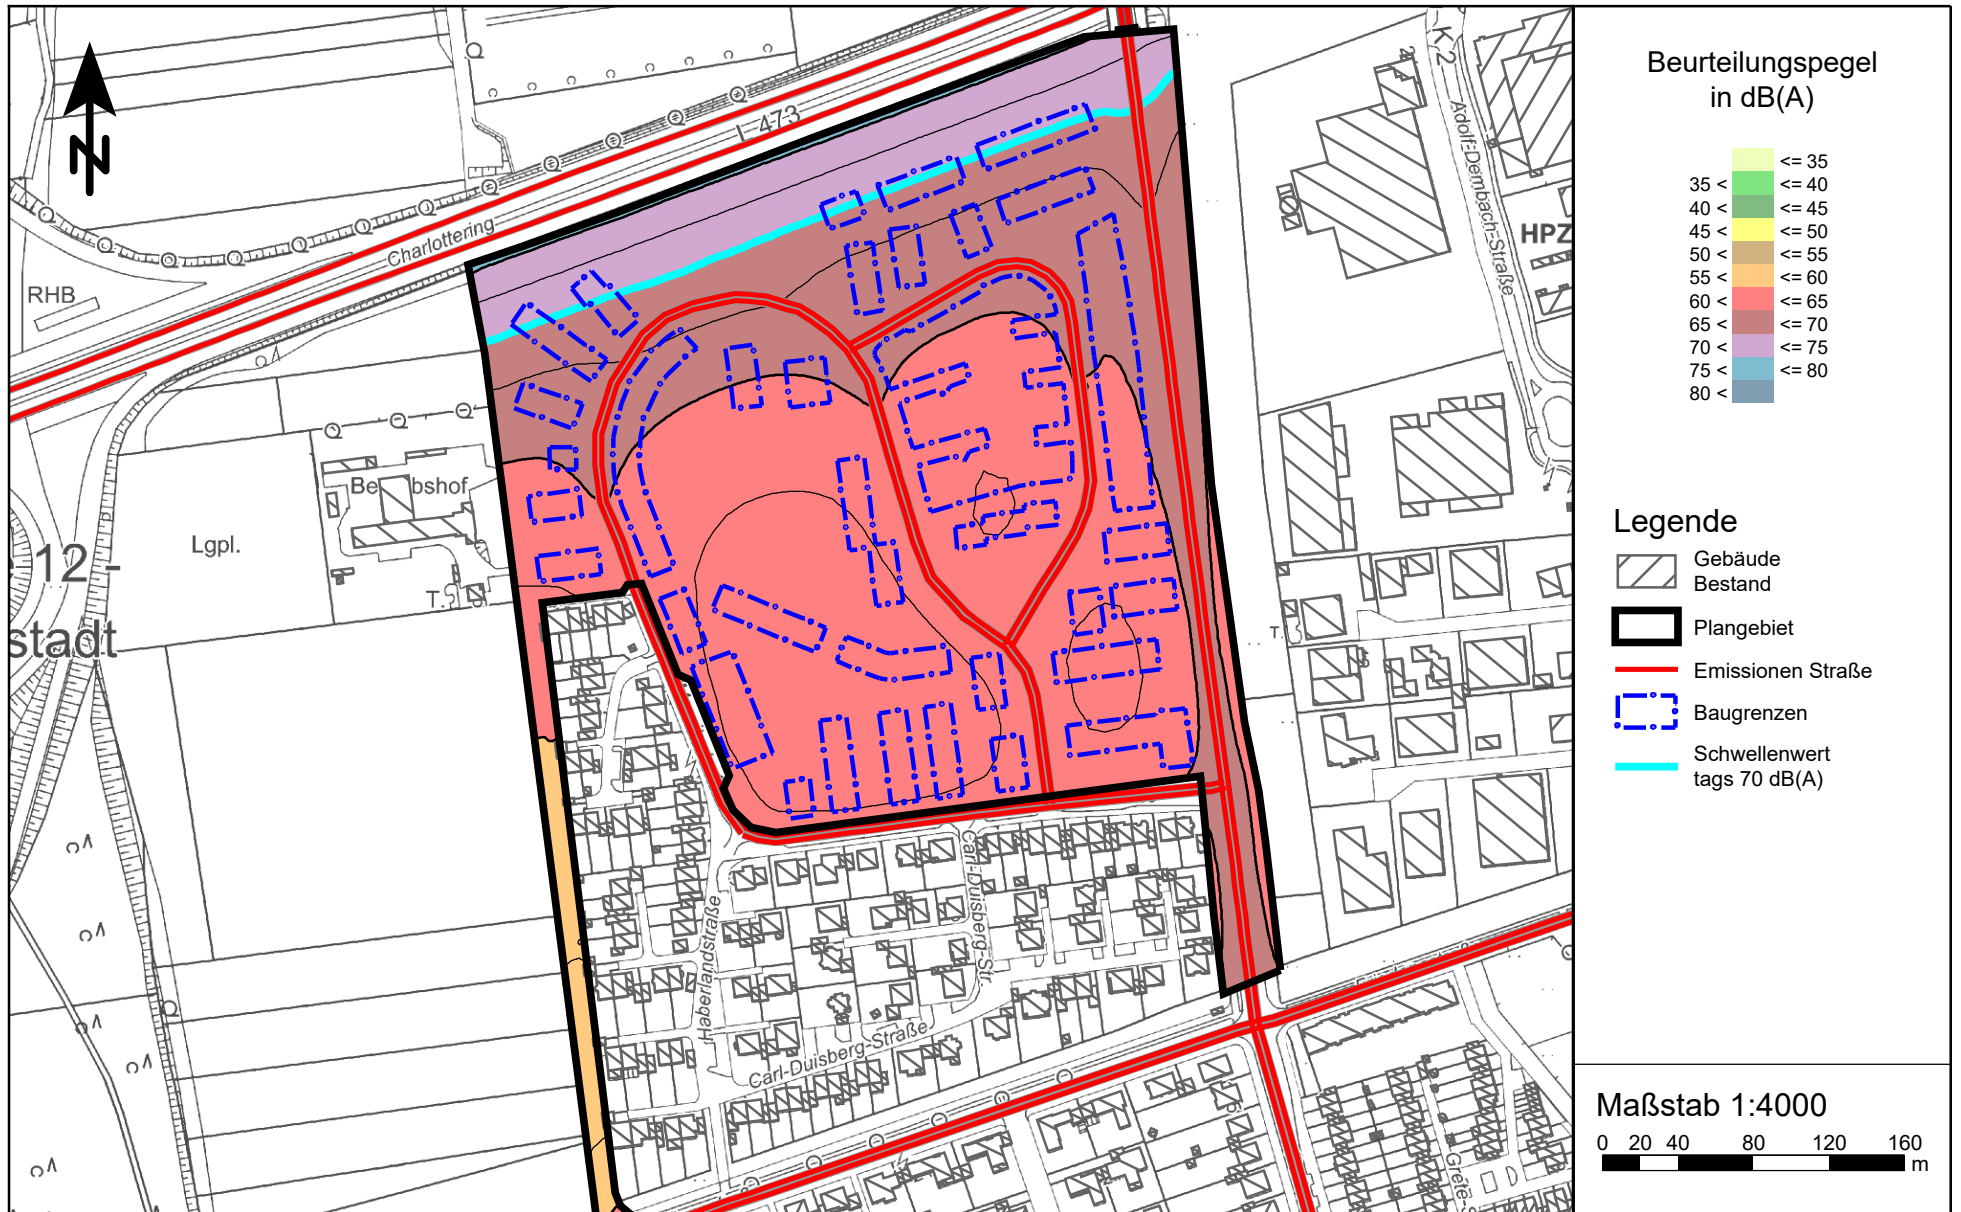 N
L 473
Charlottering
RHB
Lgpl.
12 -
stadt
T.
K 2
Adolf-Dembach-Straße
HPZ
T.
Haberlandstraße
Carl-Duisberg-Str.
Carl-Duisberg-Straße
Beurteilungspegel
in dB(A)
<= 35
35 < <= 40
40 < <= 45
45 < <= 50
50 < <= 55
55 < <= 60
60 < <= 65
65 < <= 70
70 < <= 75
75 < <= 80
80 <
Legende
Gebäude
Bestand
Plangebiet
Emissionen Straße
Baugrenzen
Schwellenwert
tags 70 dB(A)
Maßstab 1:4000
0 20 40 80 120 160
m